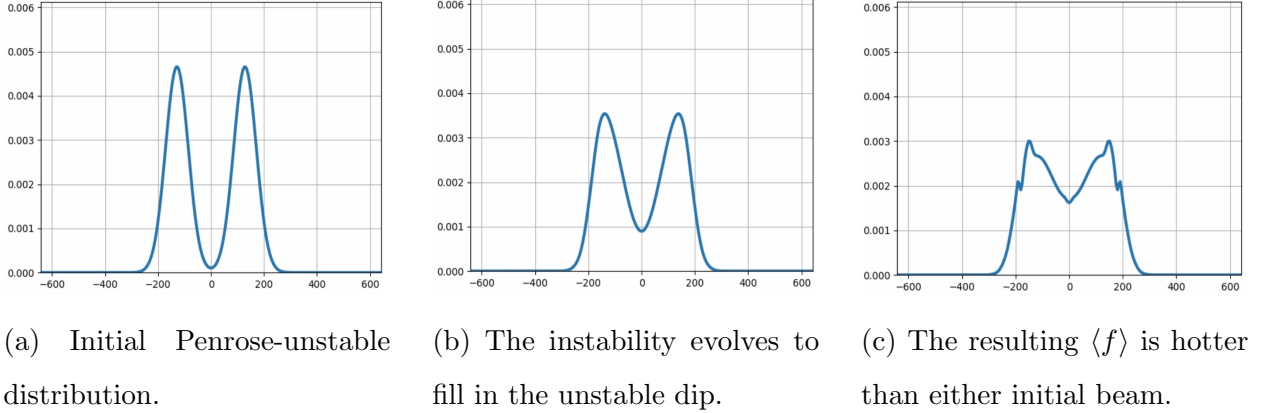 0.006
0.005
0.004
0.003
0.002
0.001
0.000
−600 −400 −200 0 200 400 600
0.006
0.005
0.004
0.003
0.002
0.001
0.000
−600 −400 −200 0 200 400 600
0.006
0.005
0.004
0.003
0.002
0.001
0.000
−600 −400 −200 0 200 400 600
(a) Initial Penrose-unstable
distribution.
(b) The instability evolves to
fill in the unstable dip.
(c) The resulting ⟨f⟩ is hotter
than either initial beam.